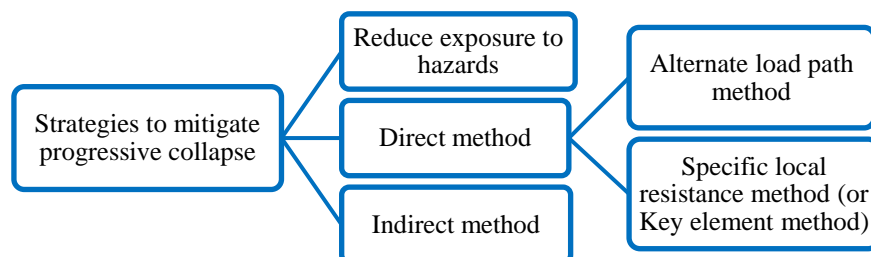 Strategies to mitigate
progressive collapse
Reduce exposure to
hazards
Direct method
Indirect method
Alternate load path
method
Specific local
resistance method (or
Key element method)